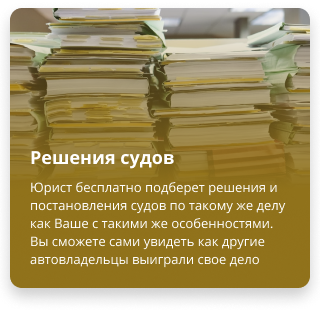 Решения судов
Юрист бесплатно подберет решения и
постановления судов по такому же делу
как Ваше с такими же особенностями.
Вы сможете сами увидеть как другие
автовладельцы выиграли свое дело